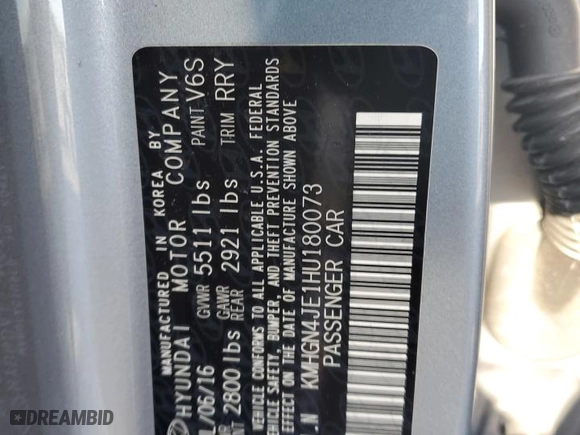 MANUFACTURED IN KOREA BY
HYUNDAI MOTOR COMPANY
/06/16 GVWR 5511 lbs PAINT V6S
2800 lbs GAWR REAR 2921 lbs TRIM RRY
VEHICLE CONFORMS TO ALL APPLICABLE U.S.A. FEDERAL
VEHICLE SAFETY, BUMPER, AND THEFT PREVENTION STANDARDS
EFFECT ON THE DATE OF MANUFACTURE SHOWN ABOVE
.N KMHGN4JE1HU180073
PASSENGER CAR
DREAMBID